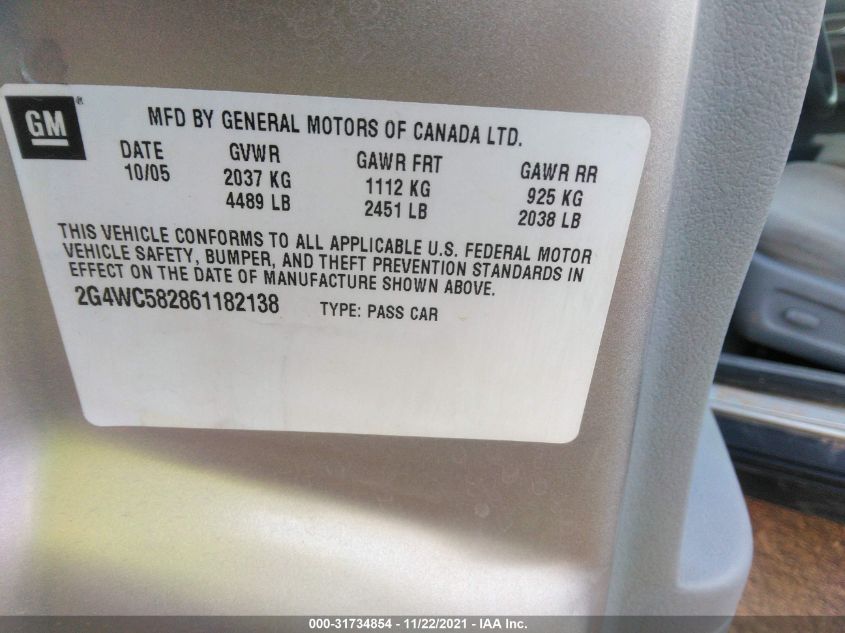 GM ®
MFD BY GENERAL MOTORS OF CANADA LTD.
DATE GVWR GAWR FRT GAWR RR
10/05 2037 KG 1112 KG 925 KG
4489 LB 2451 LB 2038 LB
THIS VEHICLE CONFORMS TO ALL APPLICABLE U.S. FEDERAL MOTOR
VEHICLE SAFETY, BUMPER, AND THEFT PREVENTION STANDARDS IN
EFFECT ON THE DATE OF MANUFACTURE SHOWN ABOVE.
2G4WC582861182138 TYPE: PASS CAR
000-31734854 - 11/22/2021 - IAA Inc.